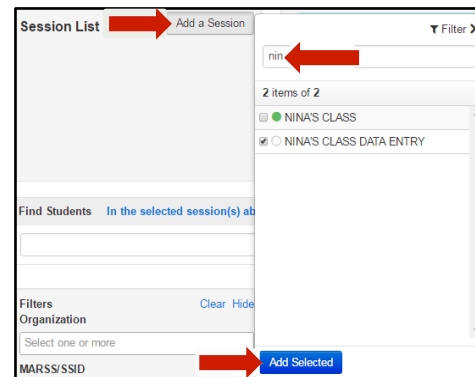 Session List
Add a Session
Filter X
nin
2 items of 2
NINA'S CLASS
NINA'S CLASS DATA ENTRY
Find Students In the selected session(s) ab
Filters
Clear Hide
Organization
Select one or more
MARSS/SSID
Add Selected